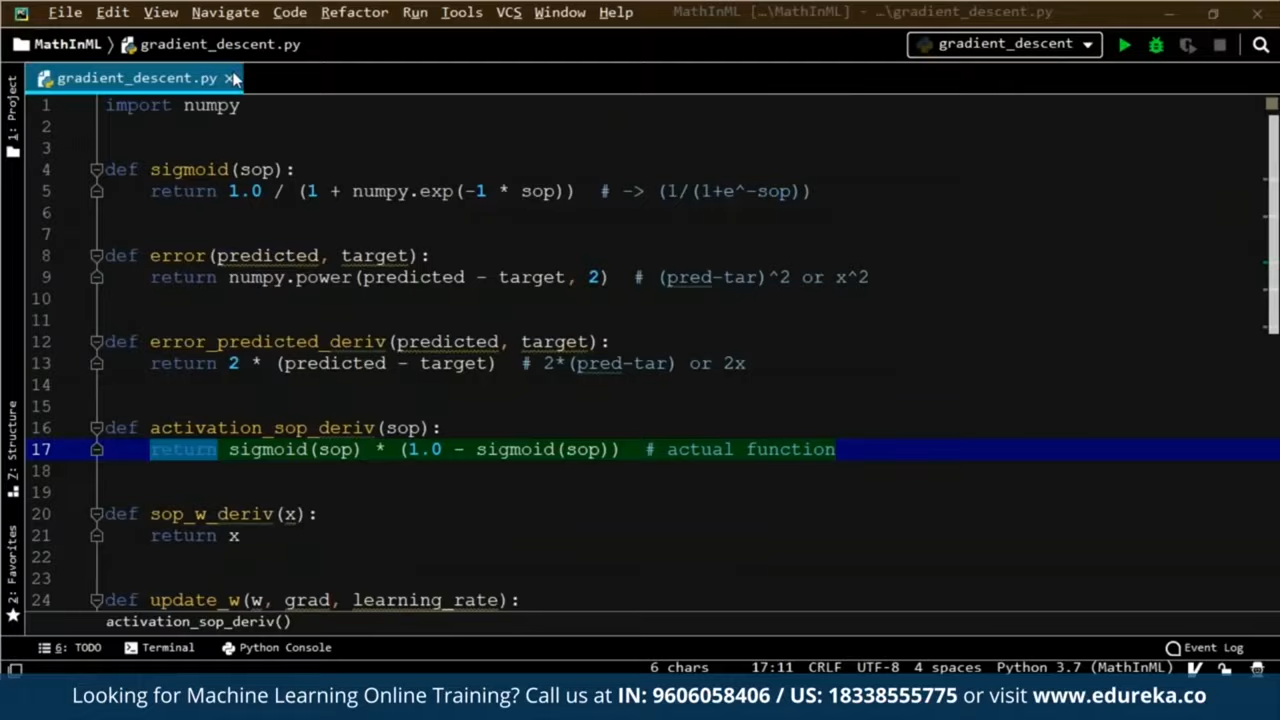 File Edit View Navigate Code Refactor Run Tools VCS Window Help MathInML [...\MathInML] - ...\gradient_descent.py
MathInML gradient_descent.py gradient_descent
gradient_descent.py
1: Project
Z: Structure
2: Favorites
1 import numpy
2
3
4 def sigmoid(sop):
5 return 1.0 / (1 + numpy.exp(-1 * sop)) # -> (1/(1+e^-sop))
6
7
8 def error(predicted, target):
9 return numpy.power(predicted - target, 2) # (pred-tar)^2 or x^2
10
11
12 def error_predicted_deriv(predicted, target):
13 return 2 * (predicted - target) # 2*(pred-tar) or 2x
14
15
16 def activation_sop_deriv(sop):
17 return sigmoid(sop) * (1.0 - sigmoid(sop)) # actual function
18
19
20 def sop_w_deriv(x):
21 return x
22
23
24 def update_w(w, grad, learning_rate):
activation_sop_deriv()
6: TODO Terminal Python Console Event Log
6 chars 17:11 CRLF UTF-8 4 spaces Python 3.7 (MathInML)
Looking for Machine Learning Online Training? Call us at IN: 9606058406 / US: 18338555775 or visit www.edureka.co